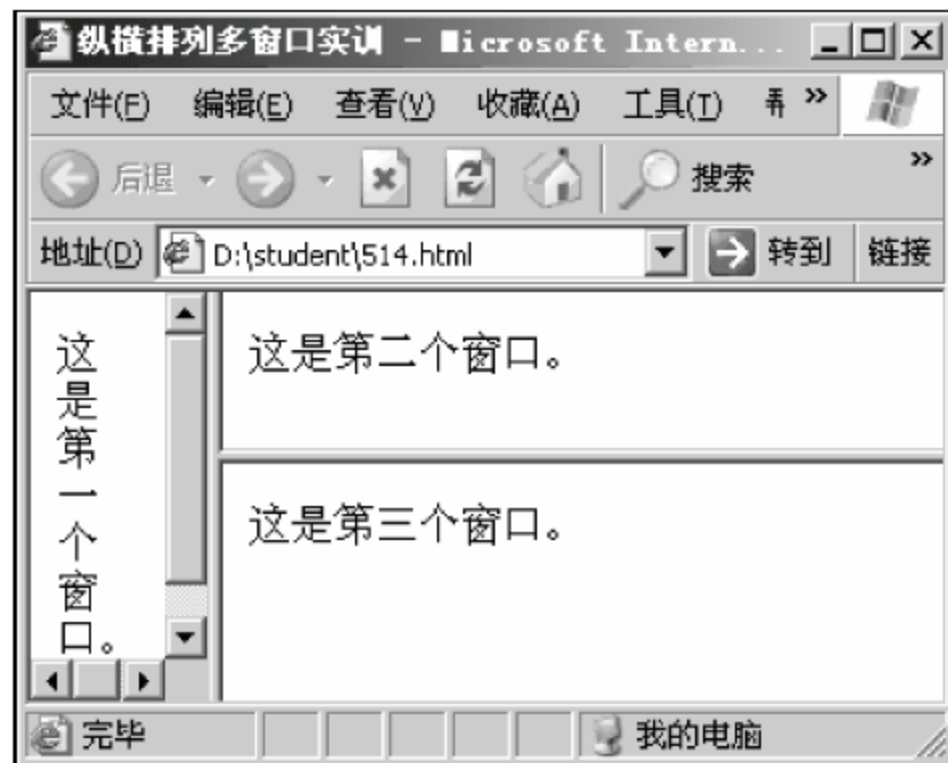 纵横排列多窗口实训 - Microsoft Intern...
文件(F) 编辑(E) 查看(V) 收藏(A) 工具(T) »
后退 搜索 »
地址(D) D:\student\514.html 转到 链接
这
是
第
一
个
窗
口。
这是第二个窗口。
这是第三个窗口。
完毕 我的电脑